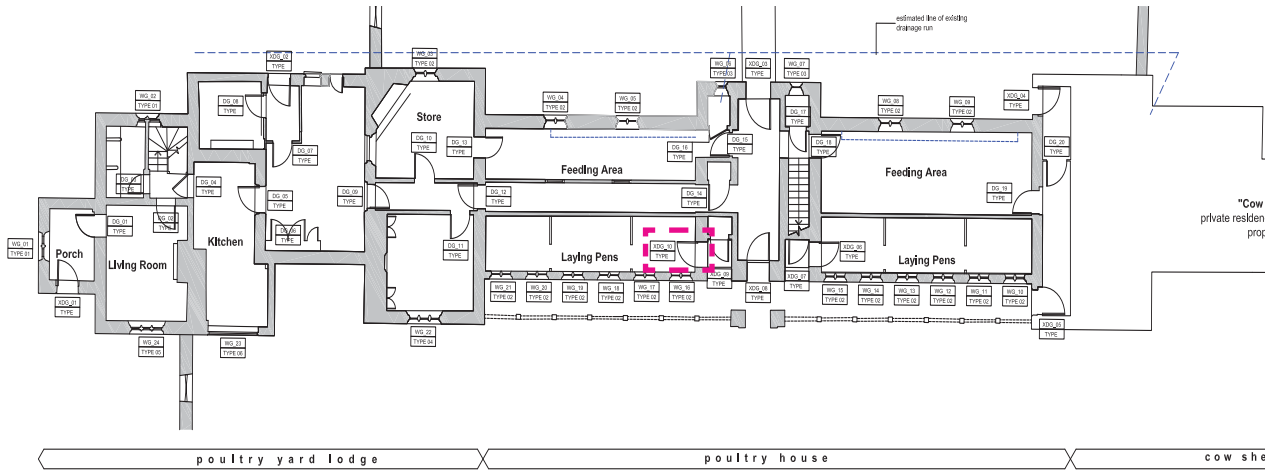 estimated line of existing
drainage run
XDG_02
TYPE
WG_03
TYPE 02
WG_06
TYPE 03
XDG_03
TYPE
WG_07
TYPE 03
WG_02
TYPE 01
DG_08
TYPE
WG_04
TYPE 02
WG_05
TYPE 02
DG_17
TYPE
WG_08
TYPE 02
WG_09
TYPE 02
XDG_04
TYPE
Store
DG_10
TYPE
DG_13
TYPE
DG_15
TYPE
DG_16
TYPE
DG_18
TYPE
DG_20
TYPE
DG_07
TYPE
Feeding Area
Feeding Area
DG_03
TYPE
DG_04
TYPE
DG_05
TYPE
DG_09
TYPE
DG_12
TYPE
DG_14
TYPE
DG_19
TYPE
"Cow
private residen
prop
DG_01
TYPE
DG_02
TYPE
DG_06
TYPE
Kitchen
DG_11
TYPE
XDG_10
TYPE
XDG_06
TYPE
WG_01
TYPE 01
Porch
Living Room
Laying Pens
Laying Pens
XDG_09
TYPE
XDG_07
TYPE
XDG_01
TYPE
WG_21
TYPE 02
WG_20
TYPE 02
WG_19
TYPE 02
WG_18
TYPE 02
WG_17
TYPE 02
WG_16
TYPE 02
XDG_08
TYPE
WG_15
TYPE 02
WG_14
TYPE 02
WG_13
TYPE 02
WG_12
TYPE 02
WG_11
TYPE 02
WG_10
TYPE 02
XDG_05
TYPE
WG_24
TYPE 05
WG_23
TYPE 06
WG_22
TYPE 04
poultry yard lodge
poultry house
cow she